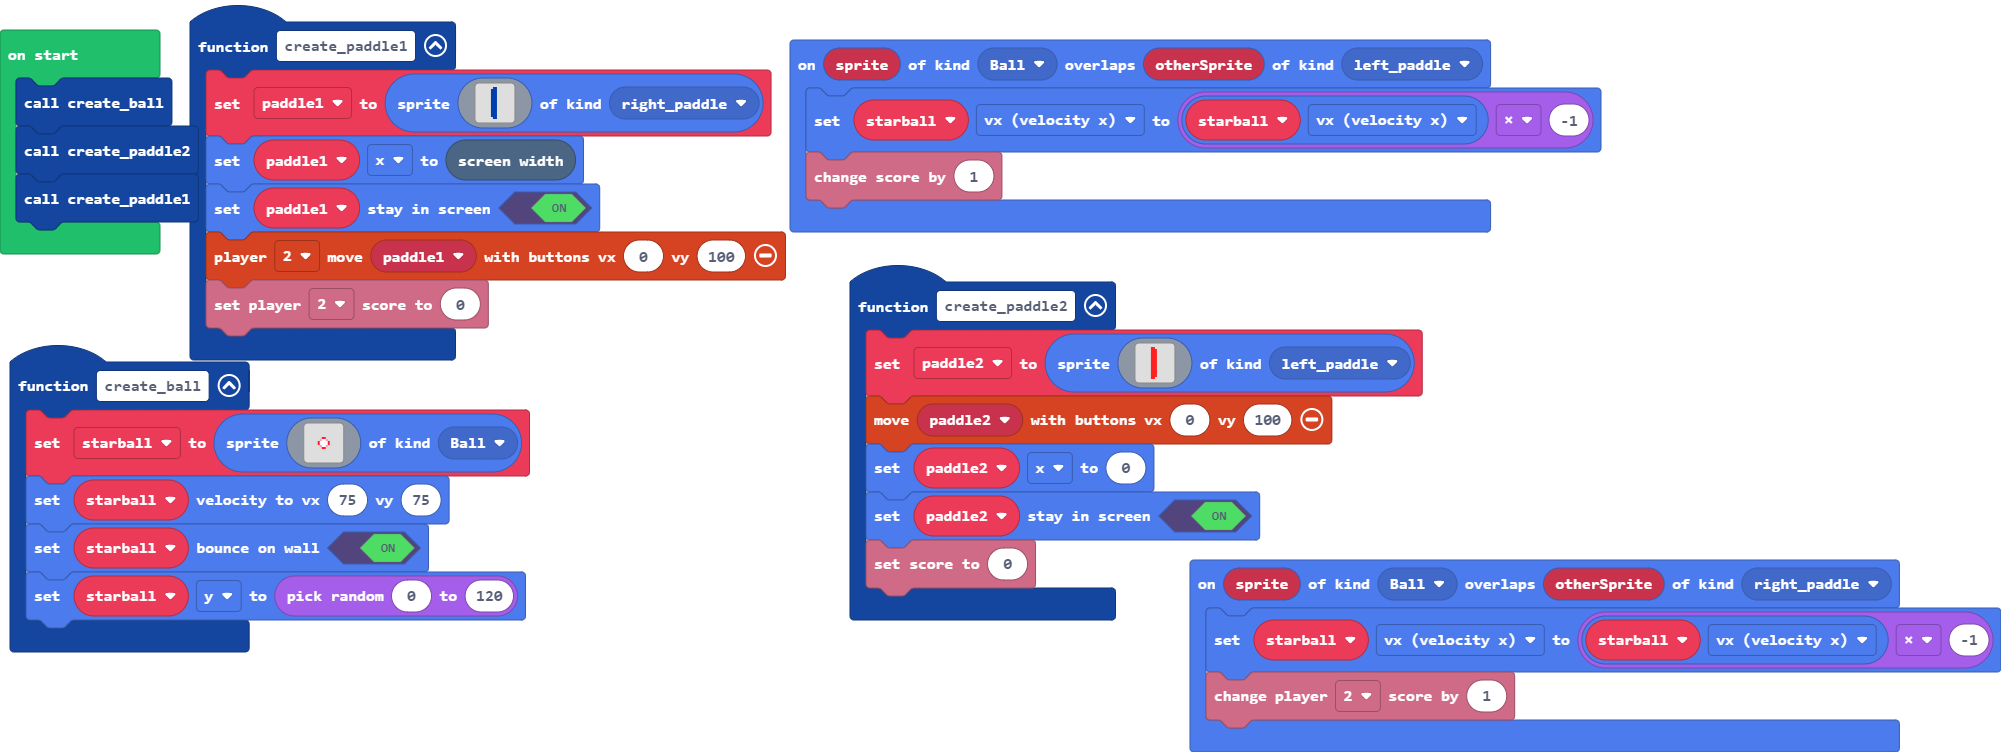 on start
call create_ball
call create_paddle2
call create_paddle1
function create_paddle1
set paddle1 to sprite of kind right_paddle
set paddle1 x to screen width
set paddle1 stay in screen ON
player 2 move paddle1 with buttons vx 0 vy 100
set player 2 score to 0
function create_ball
set starball to sprite of kind Ball
set starball velocity to vx 75 vy 75
set starball bounce on wall ON
set starball y to pick random 0 to 120
on sprite of kind Ball overlaps otherSprite of kind left_paddle
set starball vx (velocity x) to starball vx (velocity x) × -1
change score by 1
function create_paddle2
set paddle2 to sprite of kind left_paddle
move paddle2 with buttons vx 0 vy 100
set paddle2 x to 0
set paddle2 stay in screen ON
set score to 0
on sprite of kind Ball overlaps otherSprite of kind right_paddle
set starball vx (velocity x) to starball vx (velocity x) × -1
change player 2 score by 1